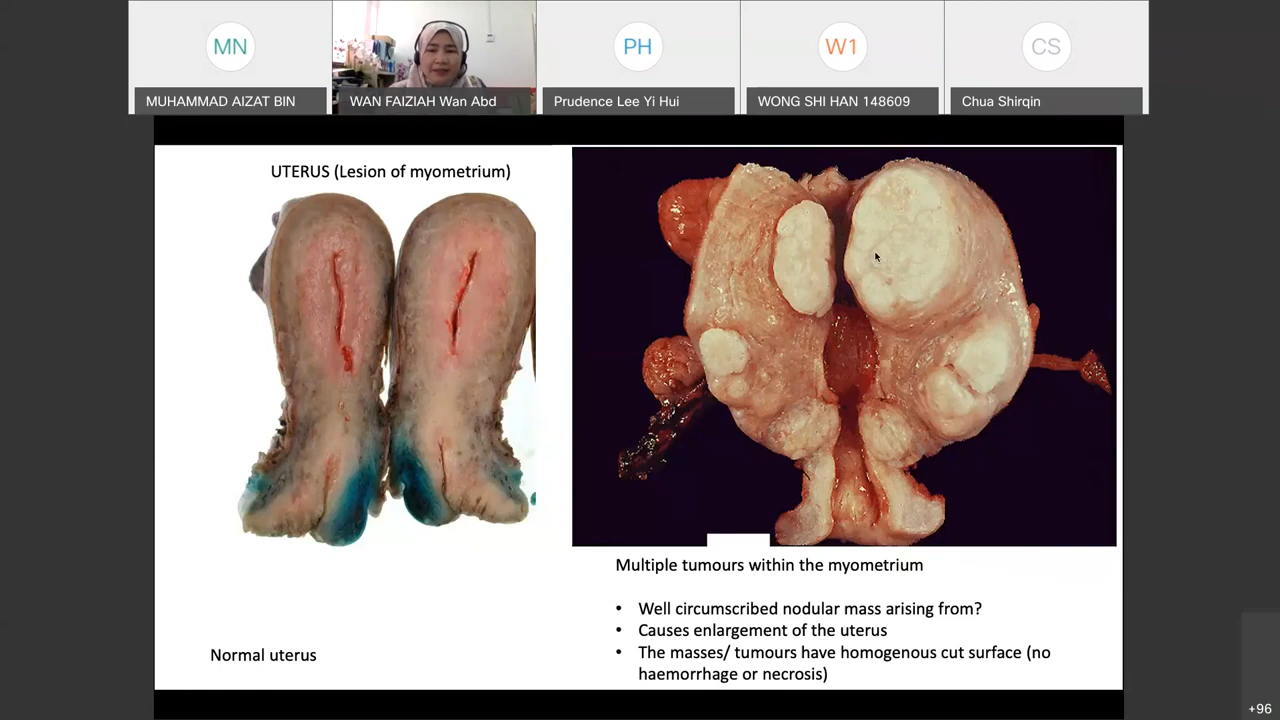 MN
PH
W1
CS
MUHAMMAD AIZAT BIN
WAN FAIZIAH Wan Abd
Prudence Lee Yi Hui
WONG SHI HAN 148609
Chua Shirqin
UTERUS (Lesion of myometrium)
Multiple tumours within the myometrium
• Well circumscribed nodular mass arising from?
• Causes enlargement of the uterus
• The masses/ tumours have homogenous cut surface (no
haemorrhage or necrosis)
Normal uterus
+96